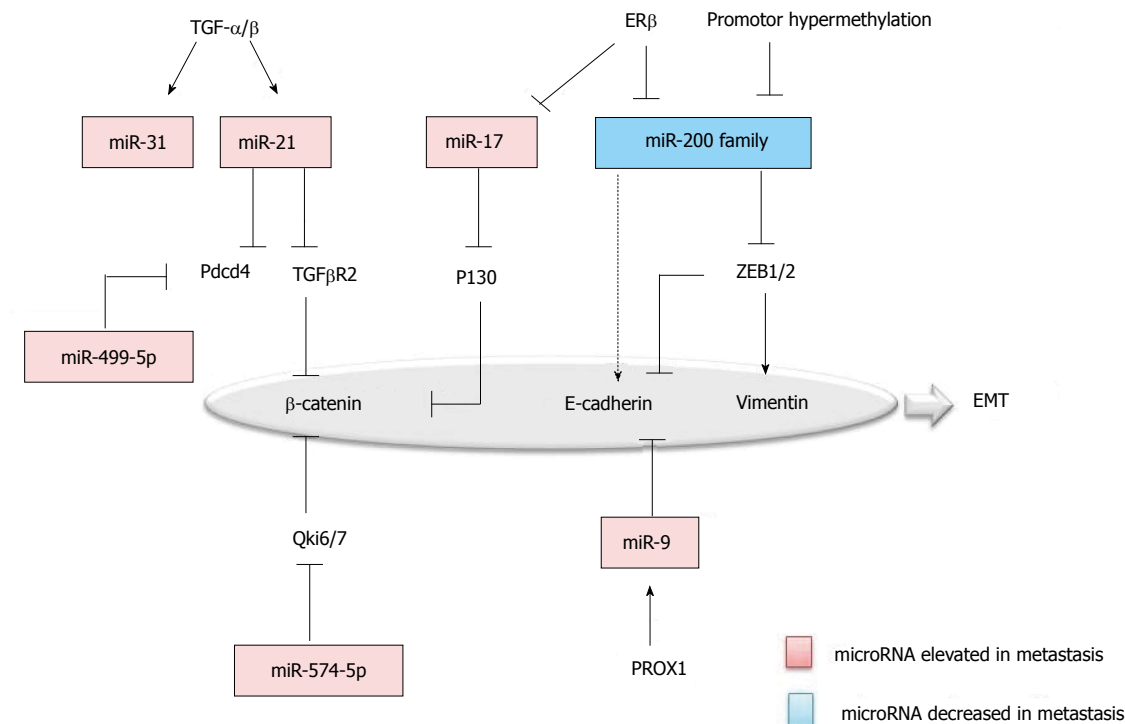 TGF-α/β
ERβ
Promotor hypermethylation
miR-31
miR-21
miR-17
miR-200 family
Pdcd4
TGFβR2
P130
ZEB1/2
miR-499-5p
β-catenin
E-cadherin
Vimentin
EMT
Qki6/7
miR-9
miR-574-5p
PROX1
microRNA elevated in metastasis
microRNA decreased in metastasis